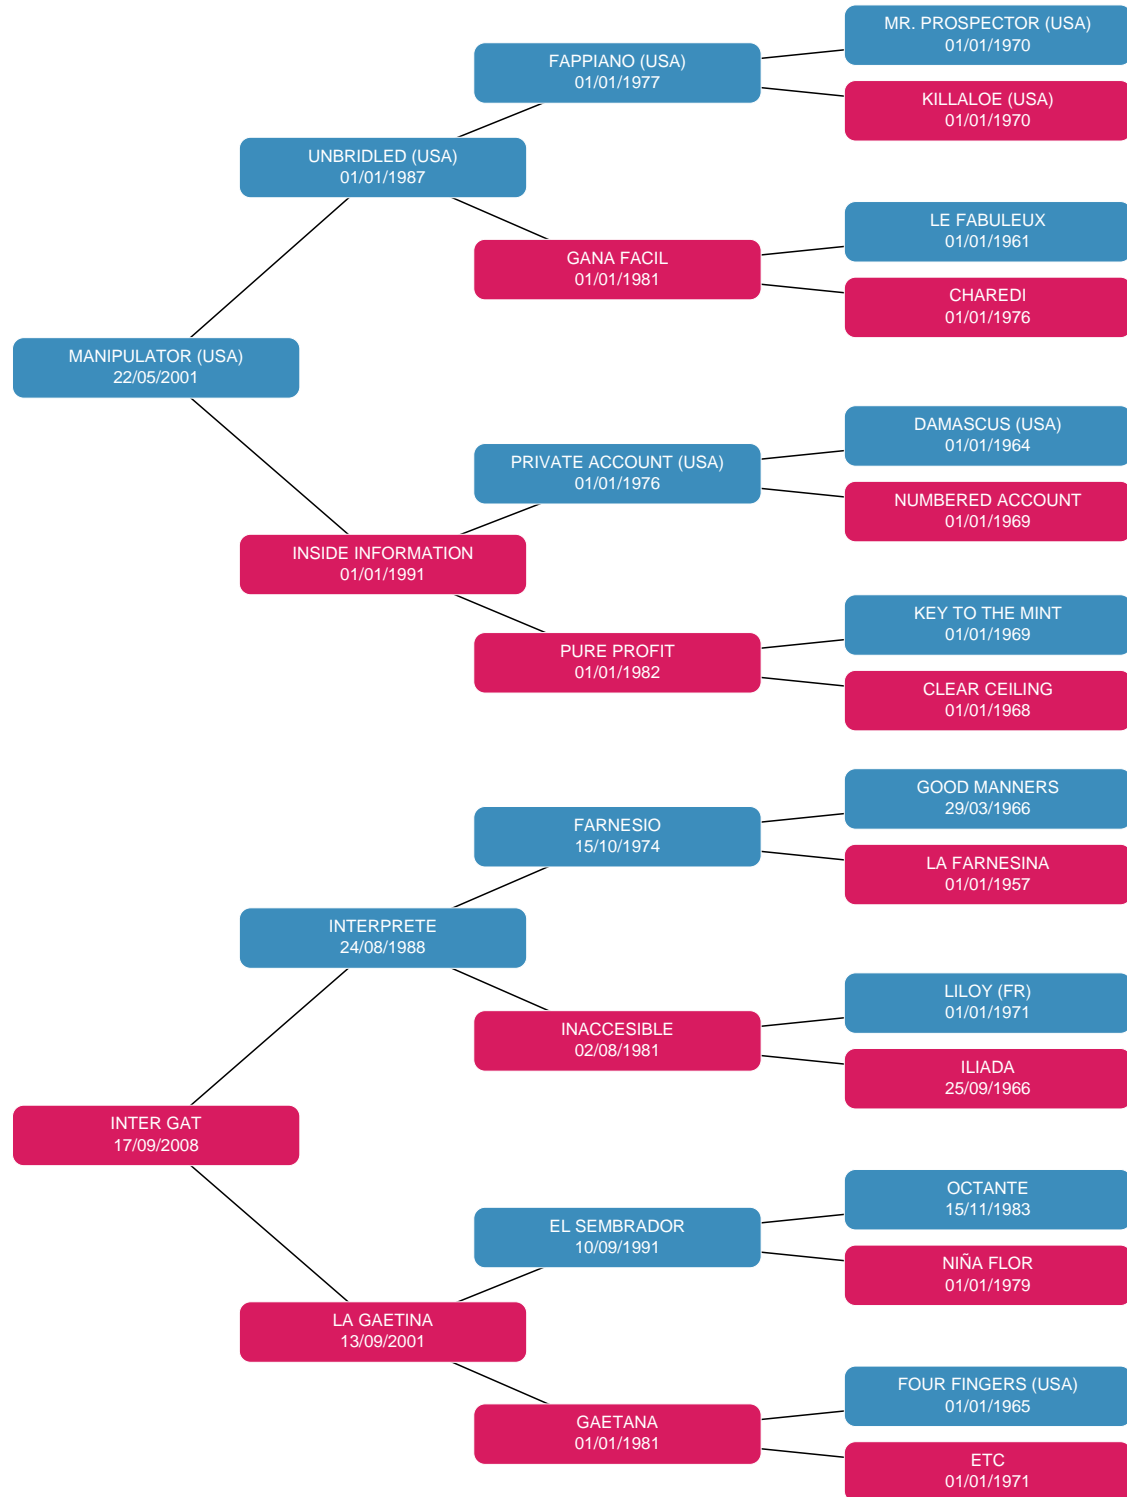 MR. PROSPECTOR (USA)
01/01/1970
FAPPIANO (USA)
01/01/1977
KILLALOE (USA)
01/01/1970
UNBRIDLED (USA)
01/01/1987
LE FABULEUX
01/01/1961
GANA FACIL
01/01/1981
CHAREDI
01/01/1976
MANIPULATOR (USA)
22/05/2001
DAMASCUS (USA)
01/01/1964
PRIVATE ACCOUNT (USA)
01/01/1976
NUMBERED ACCOUNT
01/01/1969
INSIDE INFORMATION
01/01/1991
KEY TO THE MINT
01/01/1969
PURE PROFIT
01/01/1982
CLEAR CEILING
01/01/1968
GOOD MANNERS
29/03/1966
FARNESIO
15/10/1974
LA FARNESINA
01/01/1957
INTERPRETE
24/08/1988
LILOY (FR)
01/01/1971
INACCESIBLE
02/08/1981
ILIADA
25/09/1966
INTER GAT
17/09/2008
OCTANTE
15/11/1983
EL SEMBRADOR
10/09/1991
NIÑA FLOR
01/01/1979
LA GAETINA
13/09/2001
FOUR FINGERS (USA)
01/01/1965
GAETANA
01/01/1981
ETC
01/01/1971